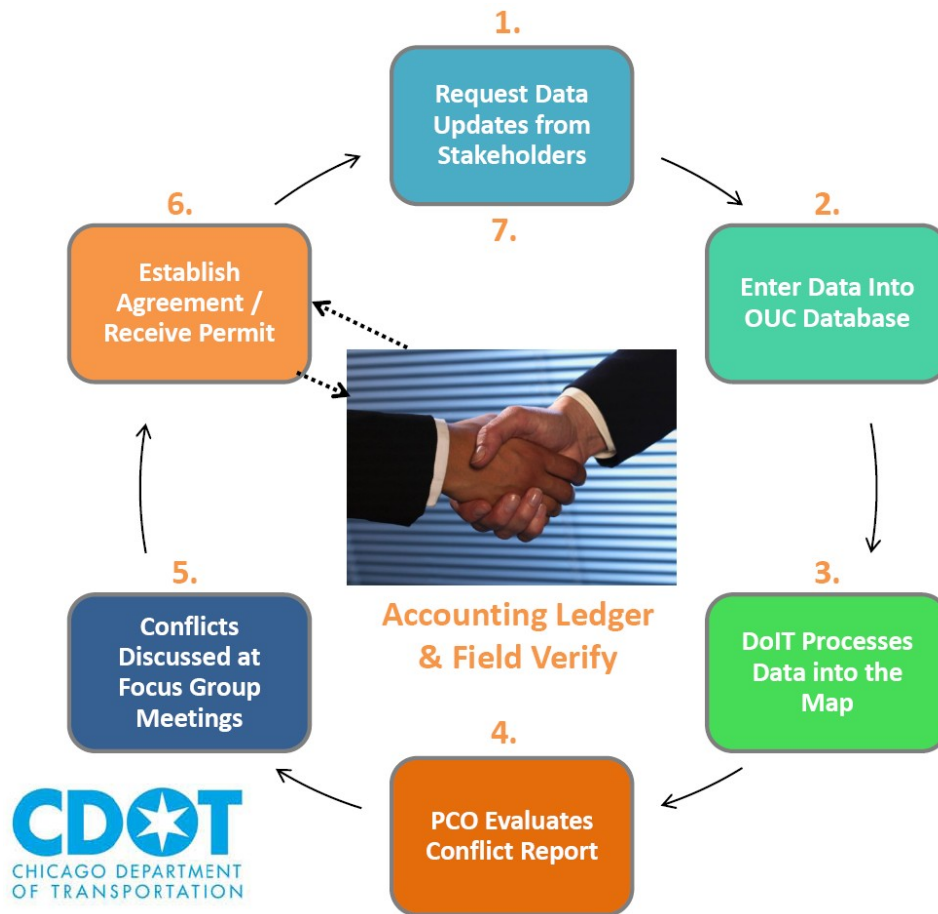 1.
Request Data
Updates from
Stakeholders
2.
Enter Data Into
OUC Database
3.
DoIT Processes
Data into the
Map
4.
PCO Evaluates
Conflict Report
5.
Conflicts
Discussed at
Focus Group
Meetings
6.
Establish
Agreement /
Receive Permit
7.
Accounting Ledger
& Field Verify
CDOT
CHICAGO DEPARTMENT
OF TRANSPORTATION